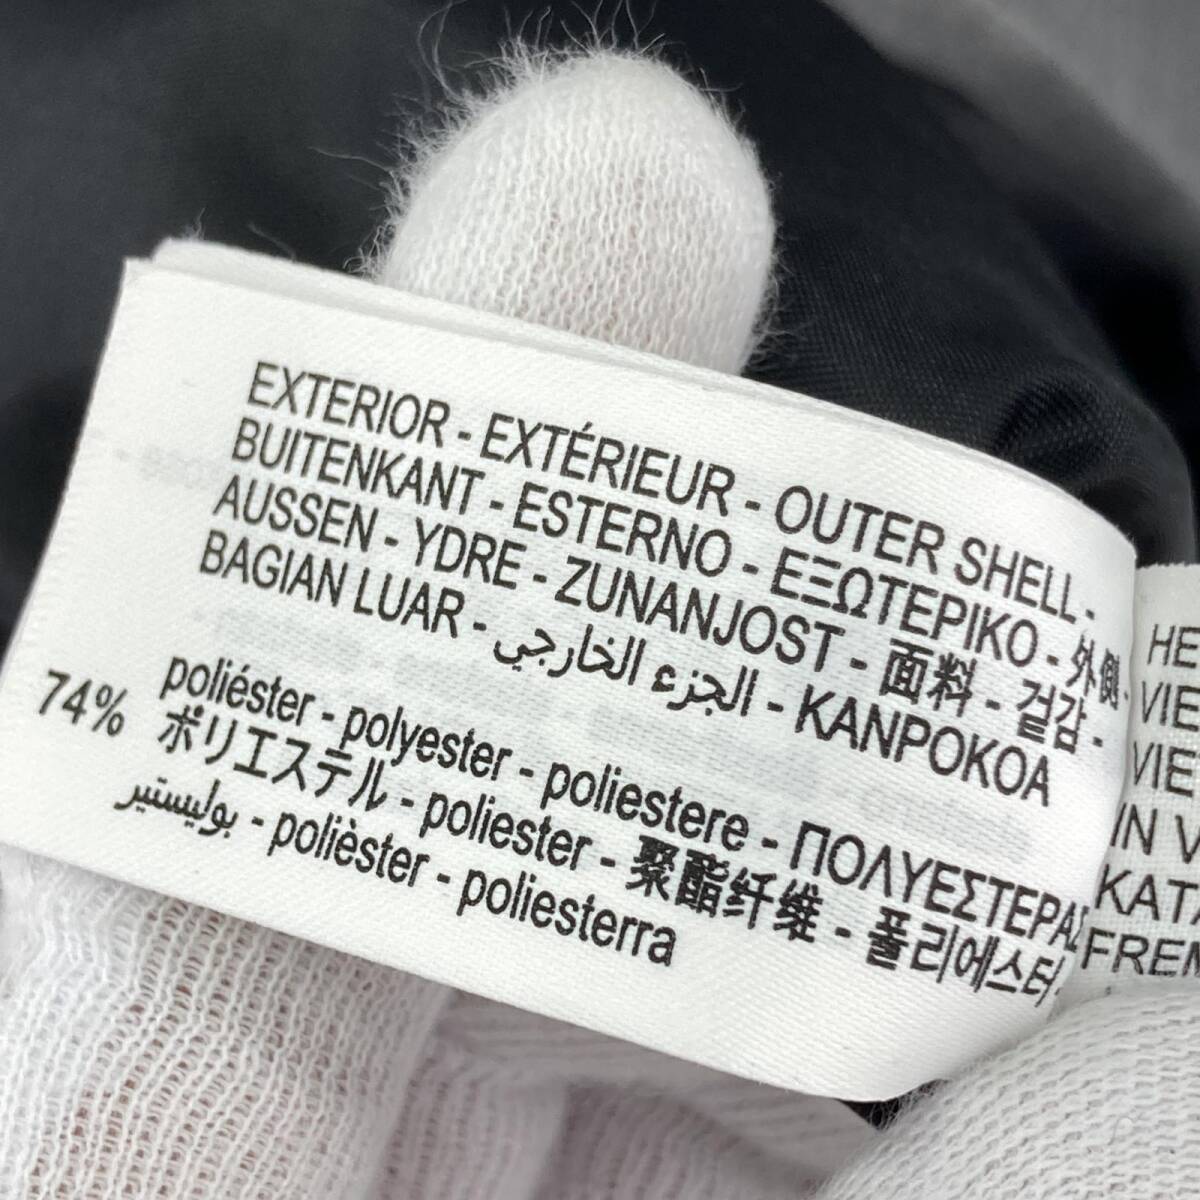 EXTERIOR - EXTÉRIEUR - OUTER SHELL -
BUITENKANT - ESTERNO - ΕΞΩΤΕΡΙΚΟ - 外側 -
AUSSEN - YDRE - ZUNANJOST - 面料 - 겉감 -
BAGIAN LUAR - الجزء الخارجي - KANPOKOA
74% poliéster - polyester - poliestere - ΠΟΛΥΕΣΤΕΡΑΣ
ポリエステル - poliester - 聚酯纤维 - 폴리에스터 -
بوليستير - polièster - poliesterra
HE
VIE
VIET
IN V
KATA
FREM